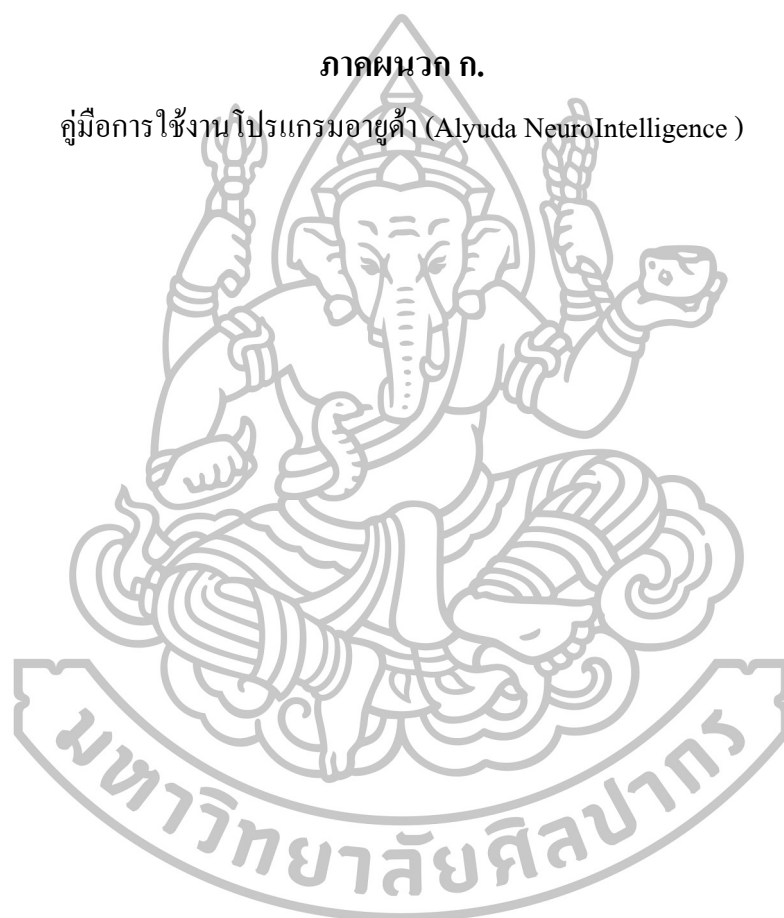 ภาคผนวก ก.
คู่มือการใช้งานโปรแกรมอายูด้า (Alyuda NeuroIntelligence )
มหาวิทยาลัยศิลปากร